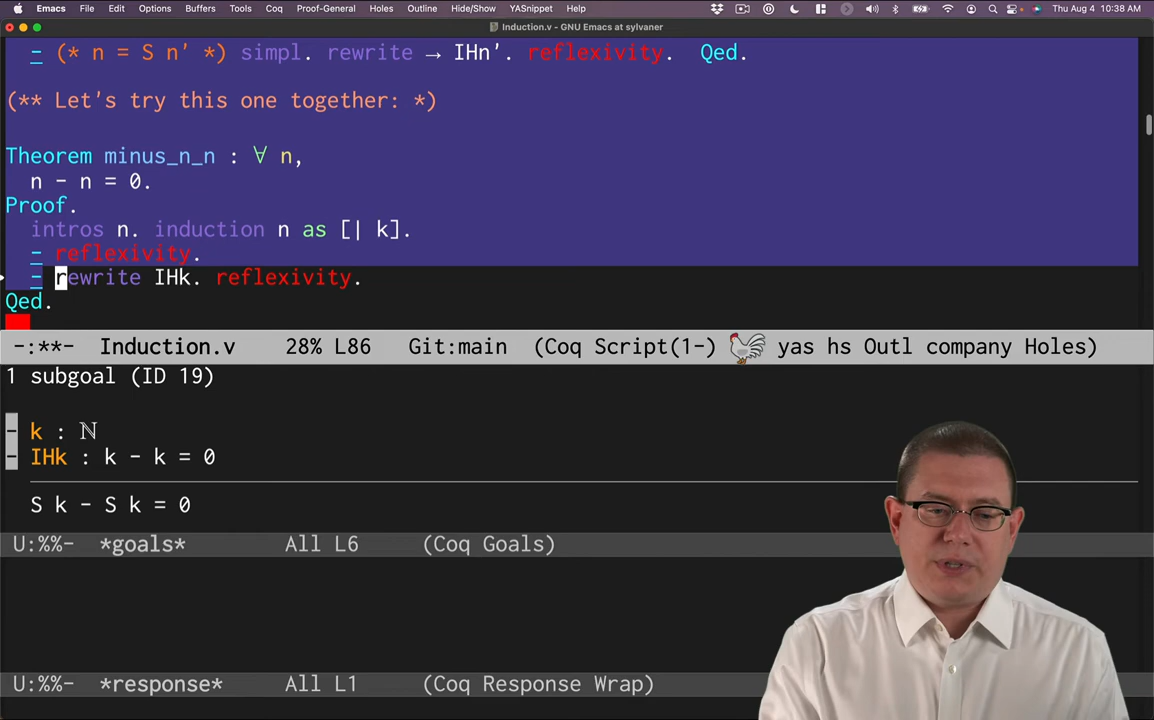 Emacs File Edit Options Buffers Tools Coq Proof-General Holes Outline Hide/Show YASnippet Help Thu Aug 4 10:38 AM
Induction.v - GNU Emacs at sylvaner
- (* n = S n' *) simpl. rewrite → IHn'. reflexivity. Qed.
(** Let's try this one together: *)
Theorem minus_n_n : ∀ n,
n - n = 0.
Proof.
intros n. induction n as [| k].
- reflexivity.
- rewrite IHk. reflexivity.
Qed.
-:**- Induction.v 28% L86 Git:main (Coq Script(1-) yas hs Outl company Holes)
1 subgoal (ID 19)
- k : ℕ
- IHk : k - k = 0
S k - S k = 0
U:%%- *goals* All L6 (Coq Goals)
U:%%- *response* All L1 (Coq Response Wrap)